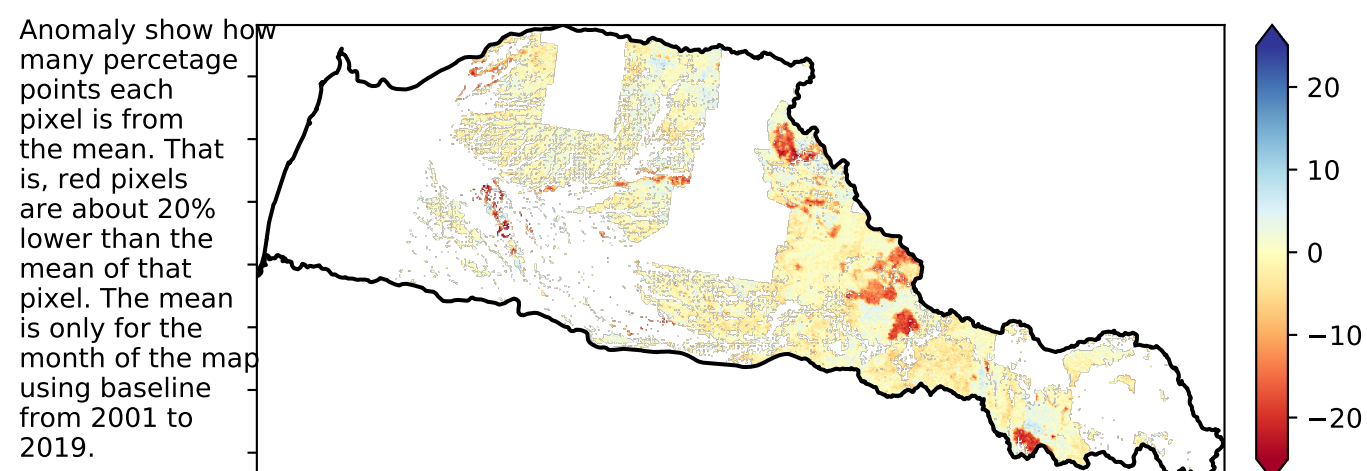 Anomaly show how
many percetage
points each
pixel is from
the mean. That
is, red pixels
are about 20%
lower than the
mean of that
pixel. The mean
is only for the
month of the map
using baseline
from 2001 to
2019.
20
10
0
−10
−20